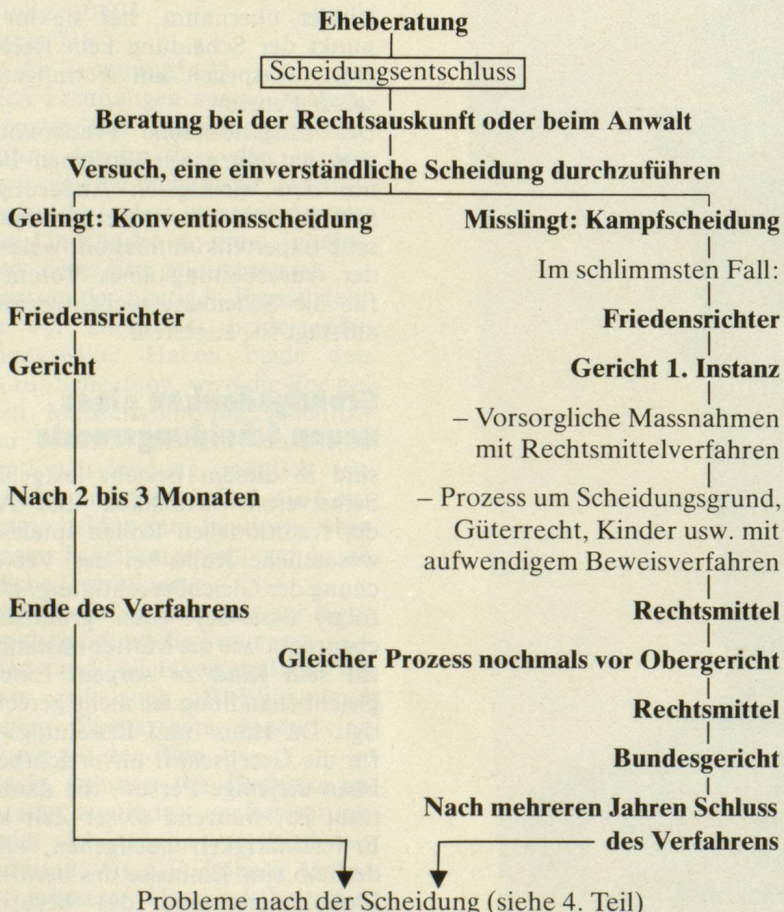 Eheberatung
Scheidungsentschluss
Beratung bei der Rechtsauskunft oder beim Anwalt
Versuch, eine einverständliche Scheidung durchzuführen
Gelingt: Konventionsscheidung
Friedensrichter
Gericht
Nach 2 bis 3 Monaten
Ende des Verfahrens
Misslingt: Kampfscheidung
Im schlimmsten Fall:
Friedensrichter
Gericht 1. Instanz
– Vorsorgliche Massnahmen
mit Rechtsmittelverfahren
– Prozess um Scheidungsgrund,
Güterrecht, Kinder usw. mit
aufwendigem Beweisverfahren
Rechtsmittel
Gleicher Prozess nochmals vor Obergericht
Rechtsmittel
Bundesgericht
Nach mehreren Jahren Schluss
des Verfahrens
Probleme nach der Scheidung (siehe 4. Teil)